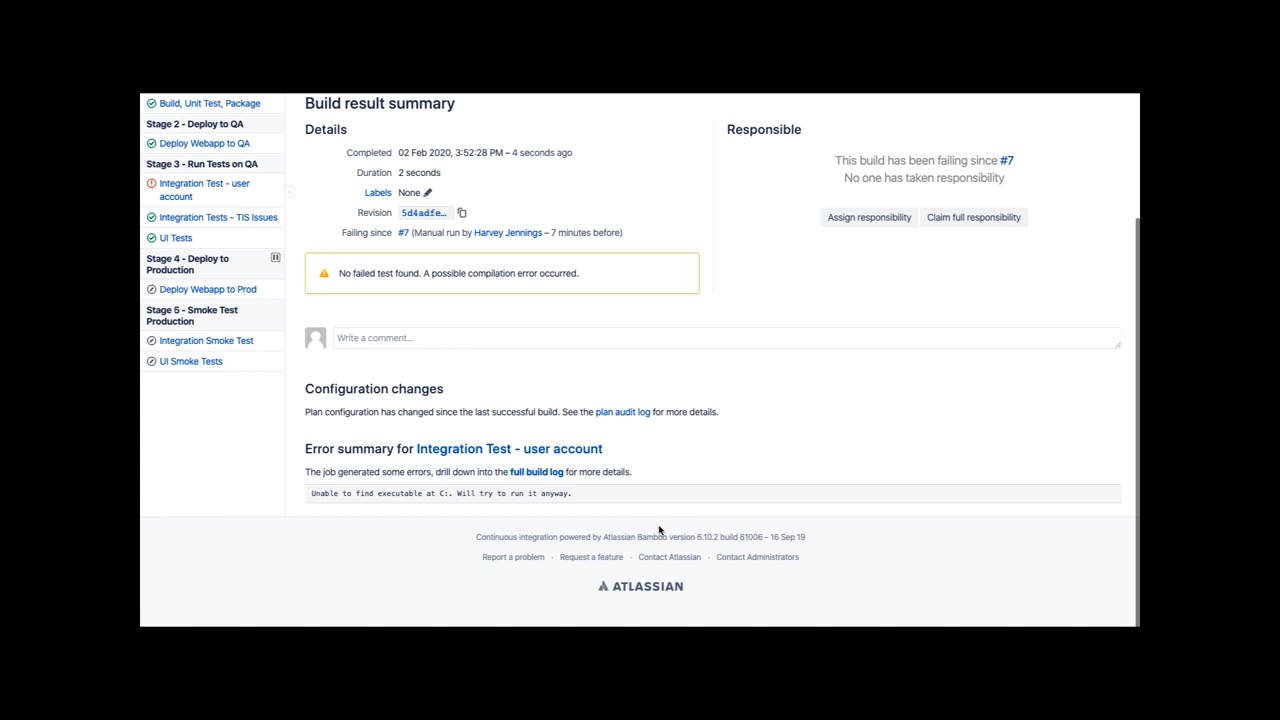 Build, Unit Test, Package
Stage 2 - Deploy to QA
Deploy Webapp to QA
Stage 3 - Run Tests on QA
Integration Test - user
account
Integration Tests - TIS Issues
UI Tests
Stage 4 - Deploy to
Production
Deploy Webapp to Prod
Stage 5 - Smoke Test
Production
Integration Smoke Test
UI Smoke Tests
Build result summary
Details
Completed 02 Feb 2020, 3:52:28 PM – 4 seconds ago
Duration 2 seconds
Labels None
Revision 5d4adfe…
Failing since #7 (Manual run by Harvey Jennings – 7 minutes before)
No failed test found. A possible compilation error occurred.
Responsible
This build has been failing since #7
No one has taken responsibility
Assign responsibility Claim full responsibility
Write a comment...
Configuration changes
Plan configuration has changed since the last successful build. See the plan audit log for more details.
Error summary for Integration Test - user account
The job generated some errors, drill down into the full build log for more details.
Unable to find executable at C:. Will try to run it anyway.
Continuous integration powered by Atlassian Bamboo version 6.10.2 build 61006 - 16 Sep 19
Report a problem · Request a feature · Contact Atlassian · Contact Administrators
ATLASSIAN